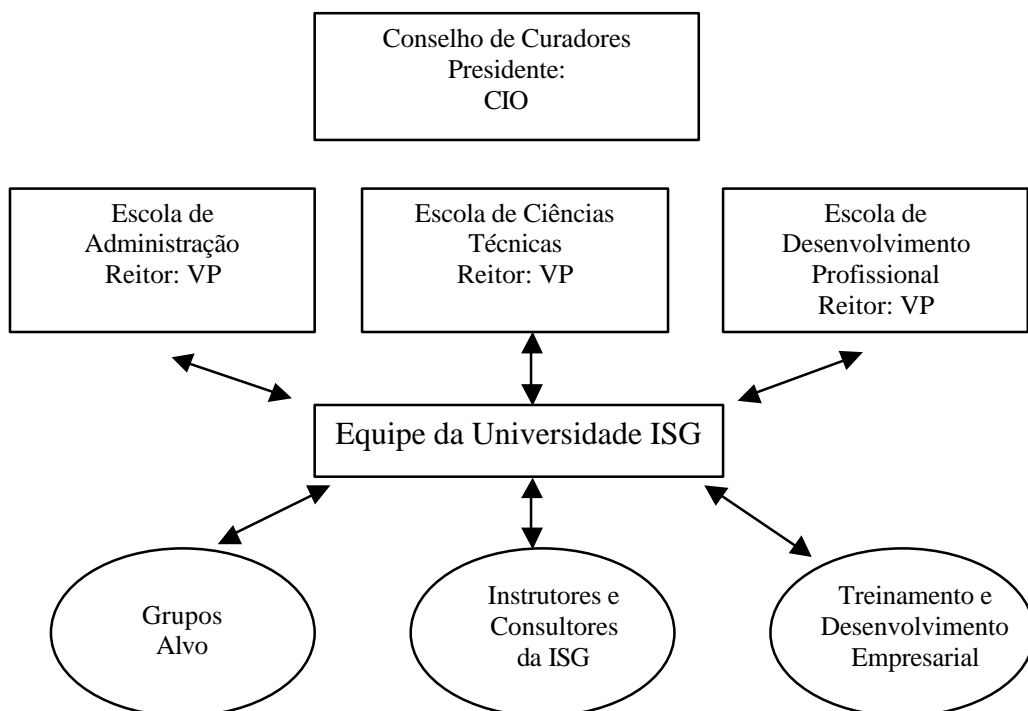 Conselho de Curadores
Presidente:
CIO
Escola de
Administração
Reitor: VP
Escola de Ciências
Técnicas
Reitor: VP
Escola de
Desenvolvimento
Profissional
Reitor: VP
Equipe da Universidade ISG
Grupos
Alvo
Instrutores e
Consultores
da ISG
Treinamento e
Desenvolvimento
Empresarial